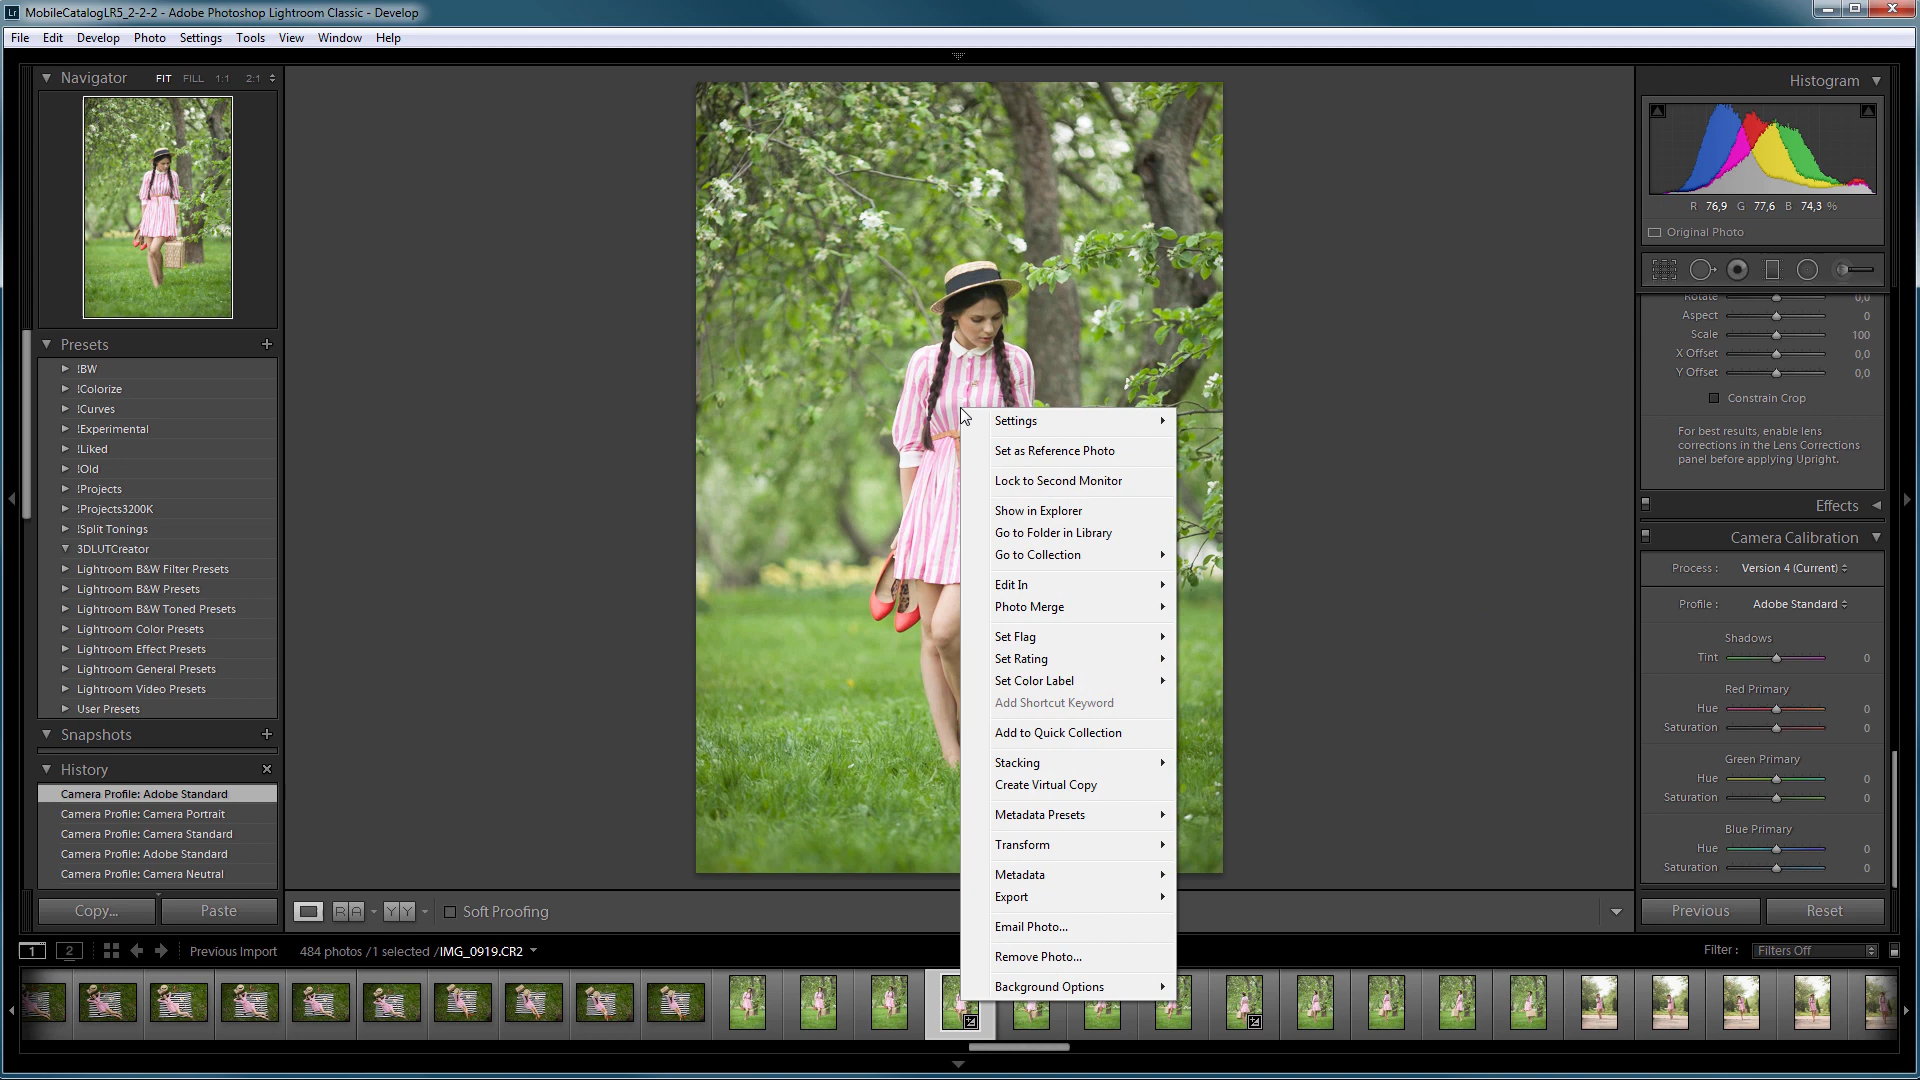 MobileCatalogLR5_2-2-2 - Adobe Photoshop Lightroom Classic - Develop
File Edit Develop Photo Settings Tools View Window Help
Navigator FIT FILL 1:1 2:1
Presets
!BW
!Colorize
!Curves
!Experimental
!Liked
!Old
!Projects
!Projects3200K
!Split Tonings
3DLUTCreator
Lightroom B&W Filter Presets
Lightroom B&W Presets
Lightroom B&W Toned Presets
Lightroom Color Presets
Lightroom Effect Presets
Lightroom General Presets
Lightroom Video Presets
User Presets
Snapshots
History
Camera Profile: Adobe Standard
Camera Profile: Camera Portrait
Camera Profile: Camera Standard
Camera Profile: Adobe Standard
Camera Profile: Camera Neutral
Copy... Paste
R A Y Y Soft Proofing
Settings
Set as Reference Photo
Lock to Second Monitor
Show in Explorer
Go to Folder in Library
Go to Collection
Edit In
Photo Merge
Set Flag
Set Rating
Set Color Label
Add Shortcut Keyword
Add to Quick Collection
Stacking
Create Virtual Copy
Metadata Presets
Transform
Metadata
Export
Email Photo...
Remove Photo...
Background Options
Histogram
R 76,9 G 77,6 B 74,3 %
Original Photo
Rotate 0,0
Aspect 0
Scale 100
X Offset 0,0
Y Offset 0,0
Constrain Crop
For best results, enable lens
corrections in the Lens Corrections
panel before applying Upright.
Effects
Camera Calibration
Process : Version 4 (Current)
Profile : Adobe Standard
Shadows
Tint 0
Red Primary
Hue 0
Saturation 0
Green Primary
Hue 0
Saturation 0
Blue Primary
Hue 0
Saturation 0
Previous Reset
1 2 Previous Import 484 photos /1 selected /IMG_0919.CR2
Filter : Filters Off